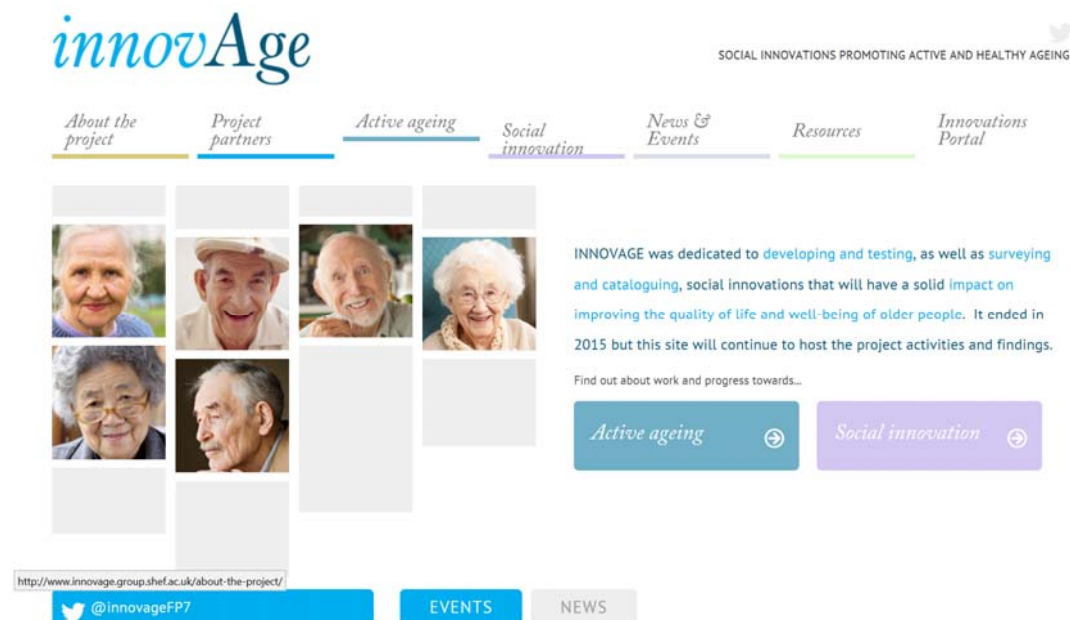 innovAge
SOCIAL INNOVATIONS PROMOTING ACTIVE AND HEALTHY AGEING
About the
project
Project
partners
Active ageing
Social
innovation
News &
Events
Resources
Innovations
Portal
INNOVAGE was dedicated to developing and testing, as well as surveying
and cataloguing, social innovations that will have a solid impact on
improving the quality of life and well-being of older people. It ended in
2015 but this site will continue to host the project activities and findings.
Find out about work and progress towards...
Active ageing
Social innovation
http://www.innovage.group.shef.ac.uk/about-the-project/
@innovageFP7
EVENTS
NEWS